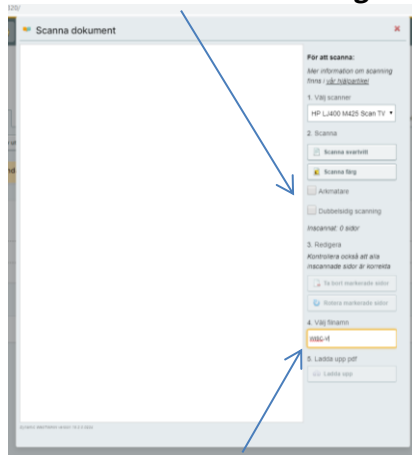 320/
Scanna dokument
För att scanna:
Mer information om scanning
finns i vår hjälpartikel
1. Välj scanner
HP LJ400 M425 Scan TV
2. Scanna
Scanna svartvitt
Scanna färg
Arkmatare
Dubbelsidig scanning
Inscannat: 0 sidor
3. Redigera
Kontrollera också att alla
inscannade sidor är korrekta
Ta bort markerade sidor
Rotera markerade sidor
4. Välj filnamn
5. Ladda upp pdf
Ladda upp